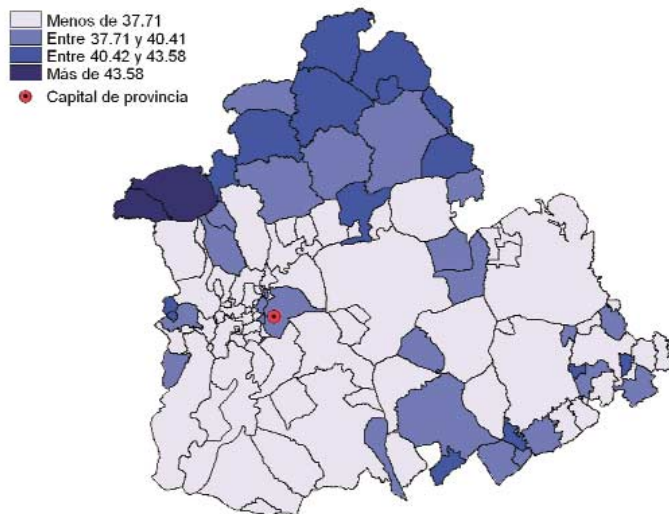 Menos de 37.71
Entre 37.71 y 40.41
Entre 40.42 y 43.58
Más de 43.58
Capital de provincia